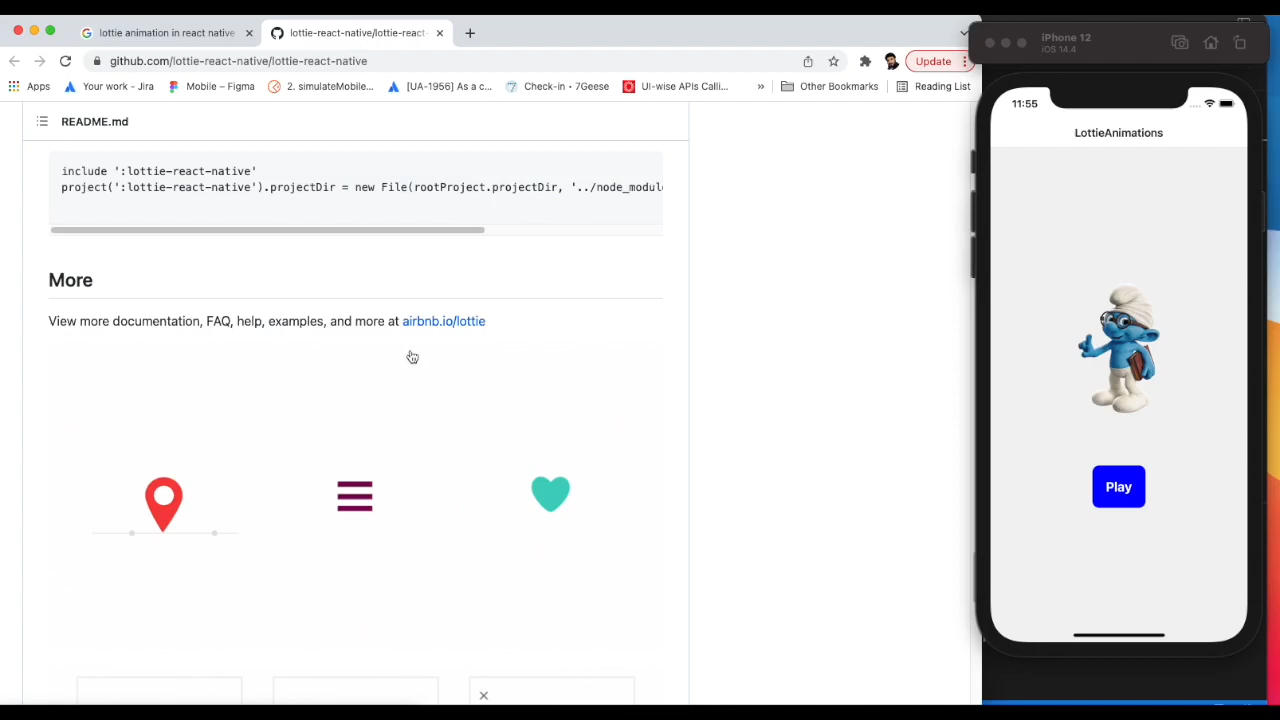 lottie animation in react native
lottie-react-native/lottie-react-
github.com/lottie-react-native/lottie-react-native
Update
Apps
Your work - Jira
Mobile – Figma
2. simulateMobile...
[UA-1956] As a c...
Check-in • 7Geese
UI-wise APIs Calli...
»
Other Bookmarks
Reading List
README.md
include ':lottie-react-native'
project(':lottie-react-native').projectDir = new File(rootProject.projectDir, '../node_modul
More
View more documentation, FAQ, help, examples, and more at airbnb.io/lottie
iPhone 12
iOS 14.4
11:55
LottieAnimations
Play